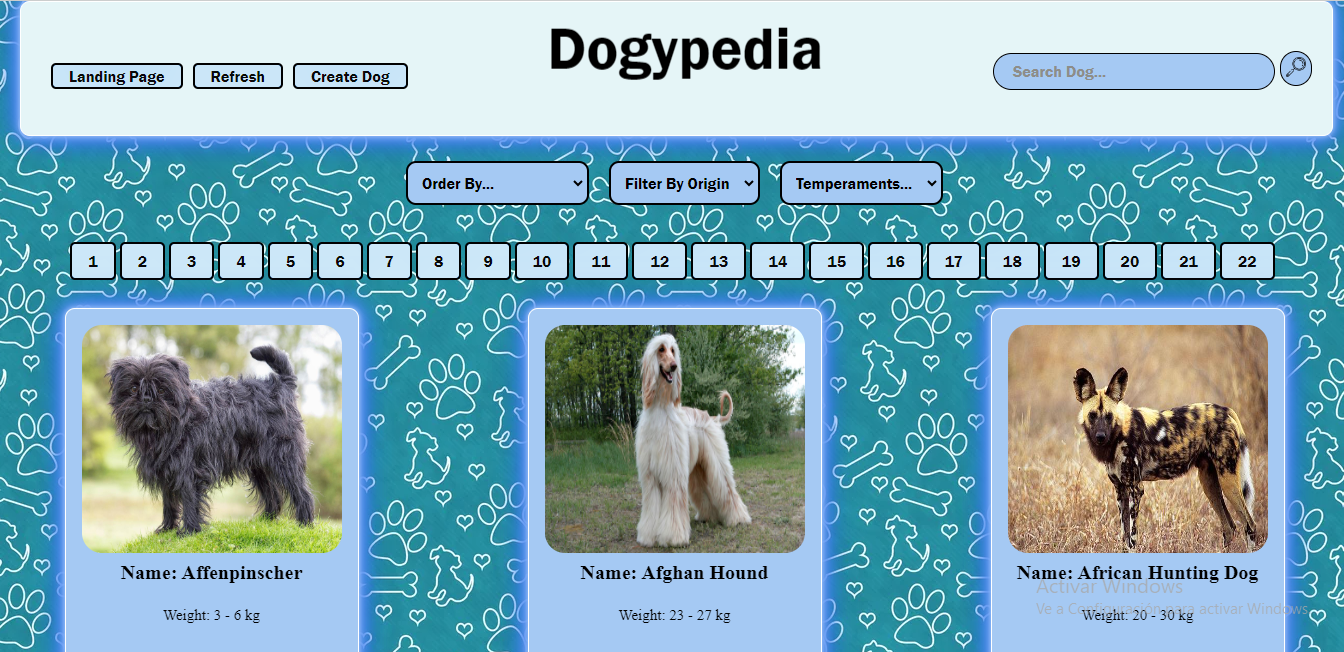 Dogypedia
Landing Page Refresh Create Dog Search Dog...
Order By... Filter By Origin Temperaments...
1 2 3 4 5 6 7 8 9 10 11 12 13 14 15 16 17 18 19 20 21 22
Name: Affenpinscher
Weight: 3 - 6 kg
Name: Afghan Hound
Weight: 23 - 27 kg
Name: African Hunting Dog
Weight: 20 - 30 kg
Activar Windows
Ve a Configuración para activar Windows.